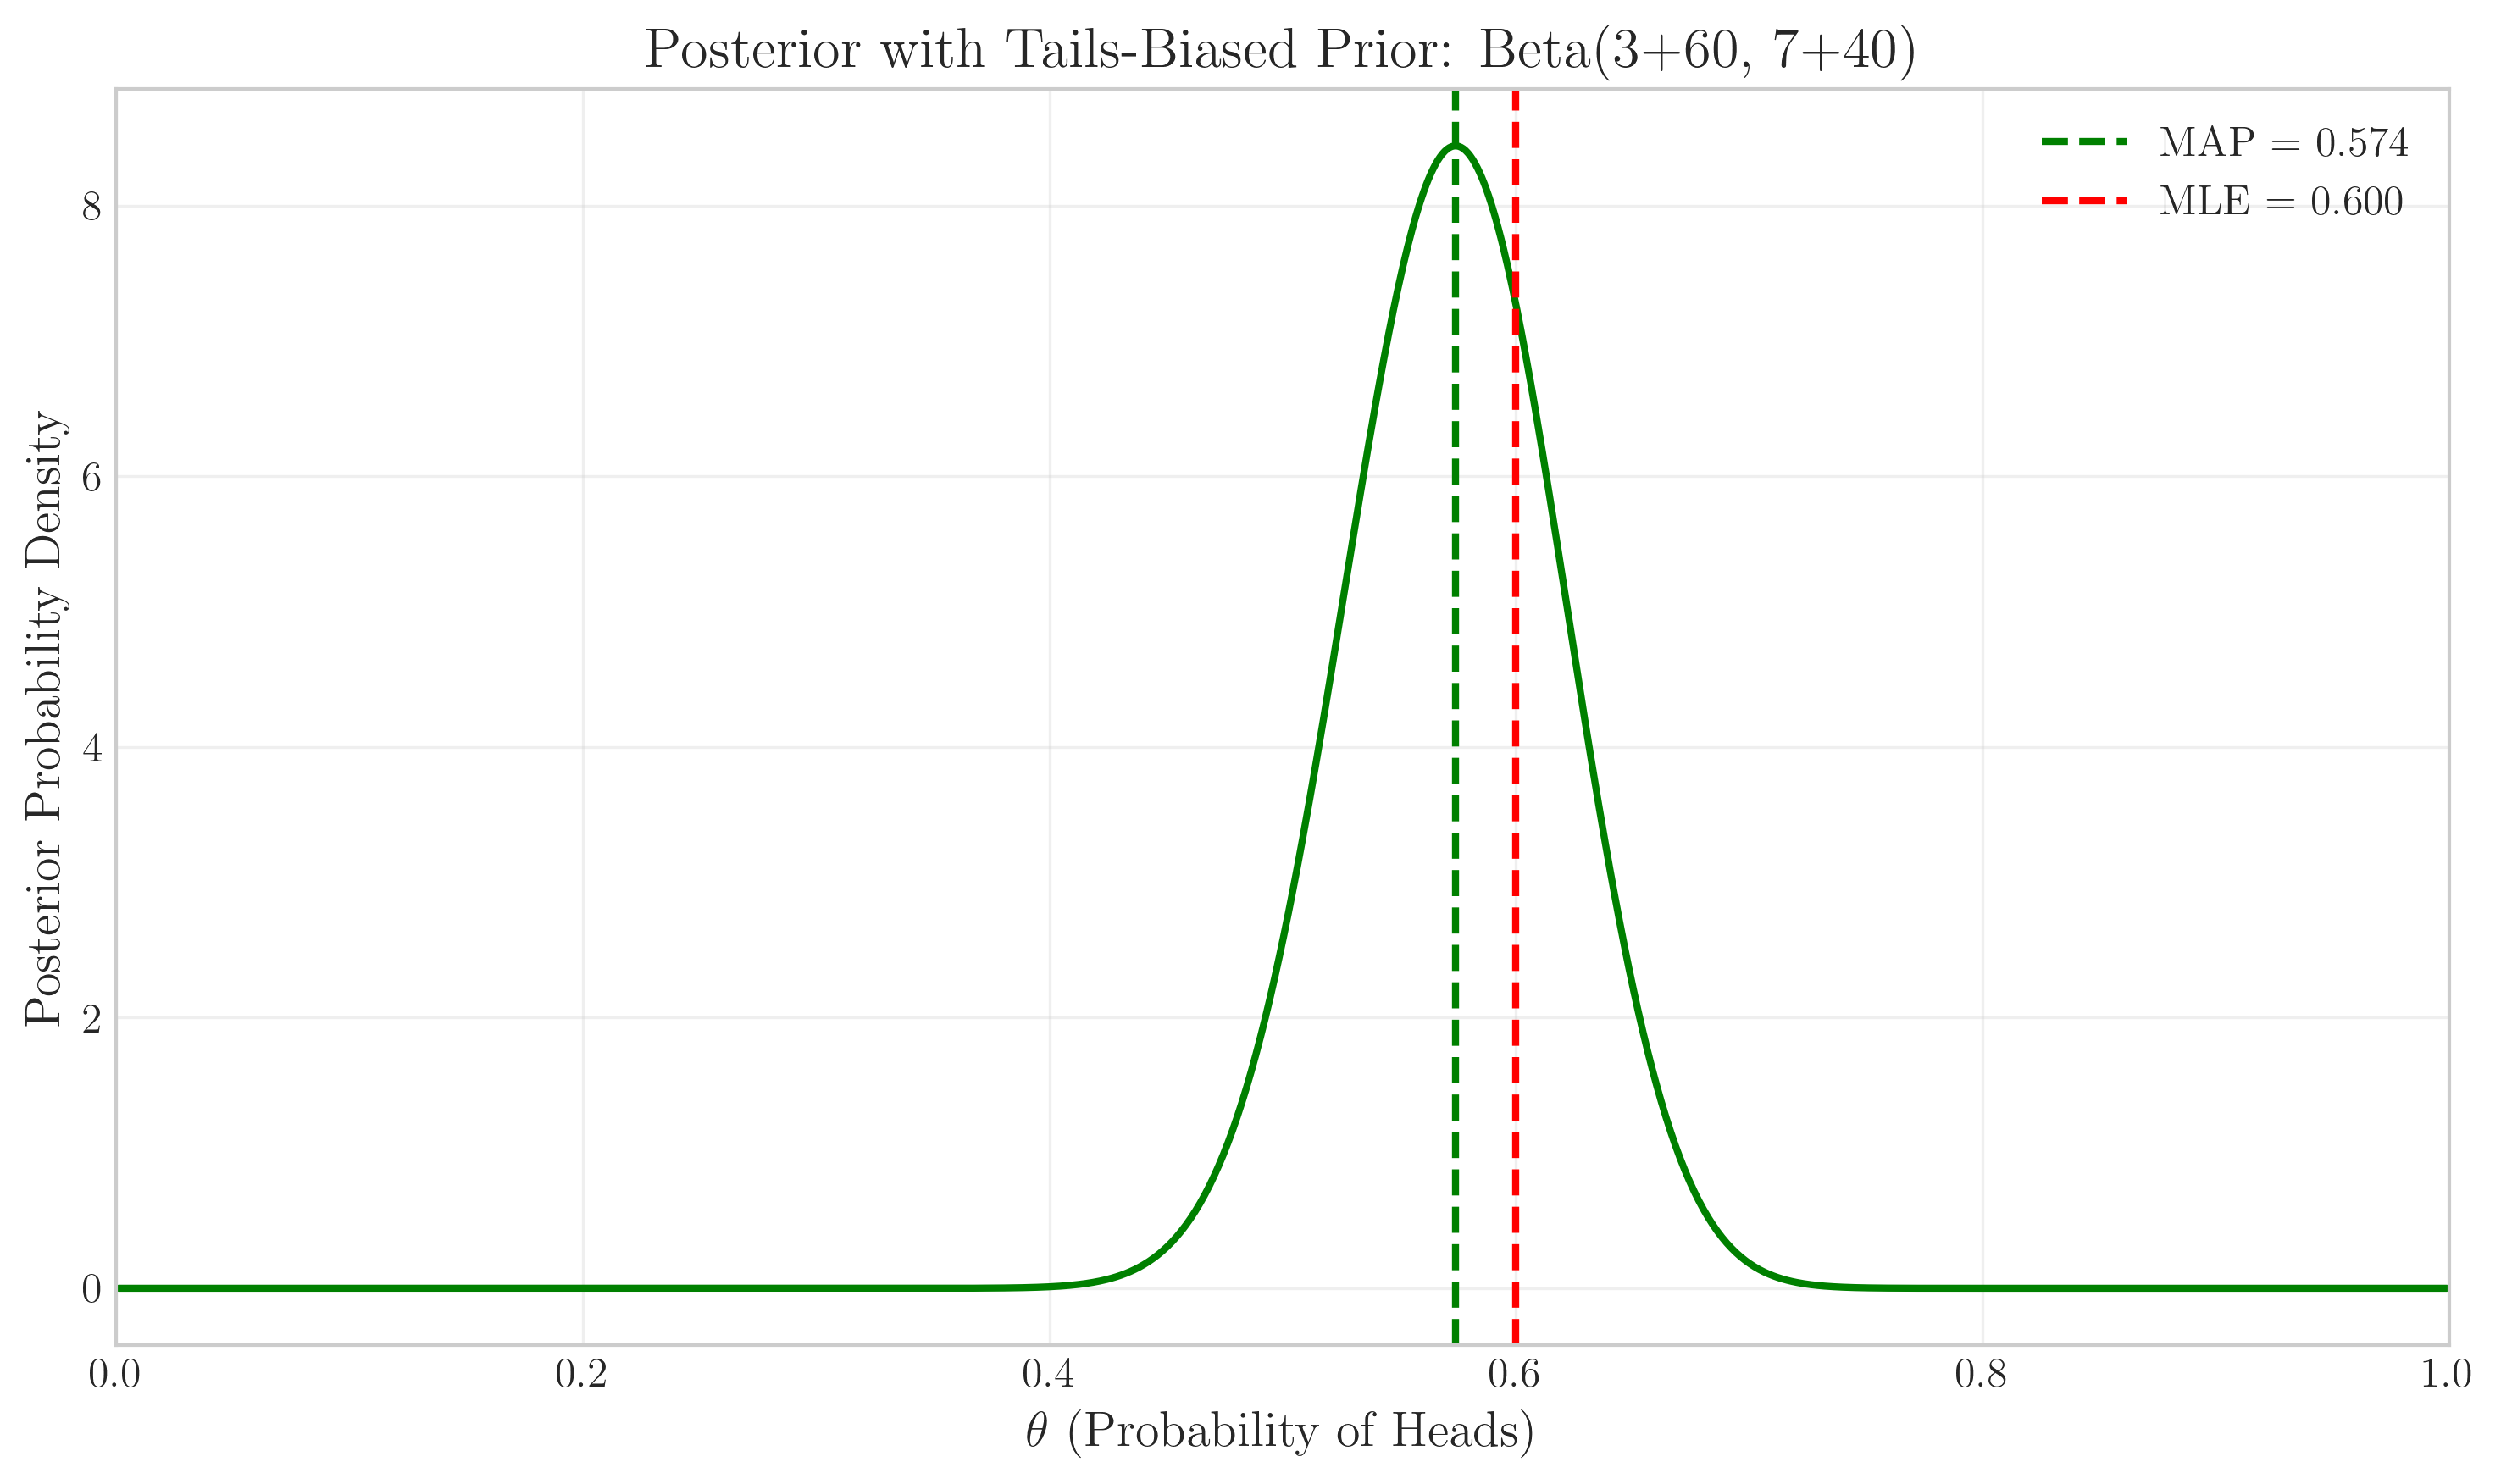 Posterior with Tails-Biased Prior: Beta(3+60, 7+40)
MAP = 0.574
MLE = 0.600
Posterior Probability Density
8
6
4
2
0
0.0 0.2 0.4 0.6 0.8 1.0
θ (Probability of Heads)